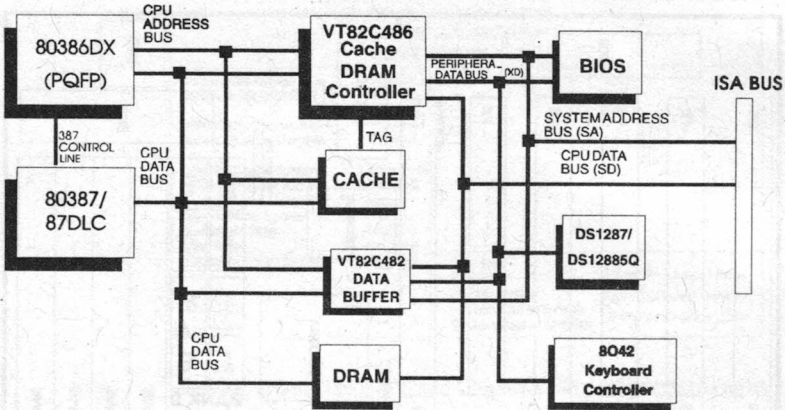 CPU
ADDRESS
BUS
80386DX
(PQFP)
VT82C486
Cache
DRAM
Controller
PERIPHERA_
DATA BUS (XD)
BIOS
ISA BUS
387
CONTROL
LINE
CPU
DATA
BUS
TAG
SYSTEM ADDRESS
BUS (SA)
CPU DATA
BUS (SD)
80387/
87DLC
CACHE
DS1287/
DS12885Q
VT82C482
DATA
BUFFER
CPU
DATA
BUS
DRAM
8042
Keyboard
Controller